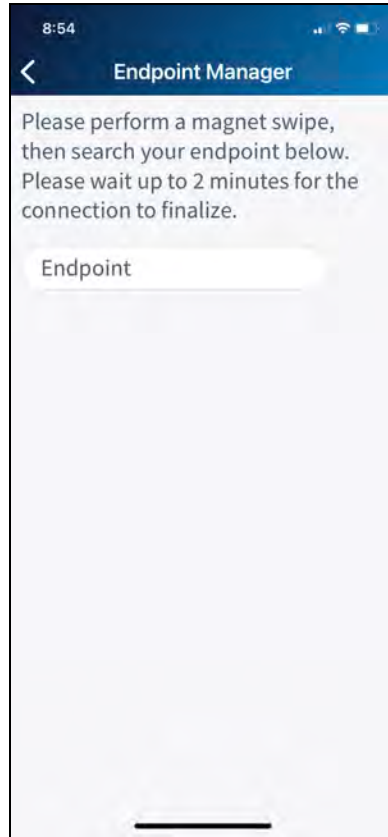 8:54
Endpoint Manager
Please perform a magnet swipe,
then search your endpoint below.
Please wait up to 2 minutes for the
connection to finalize.
Endpoint